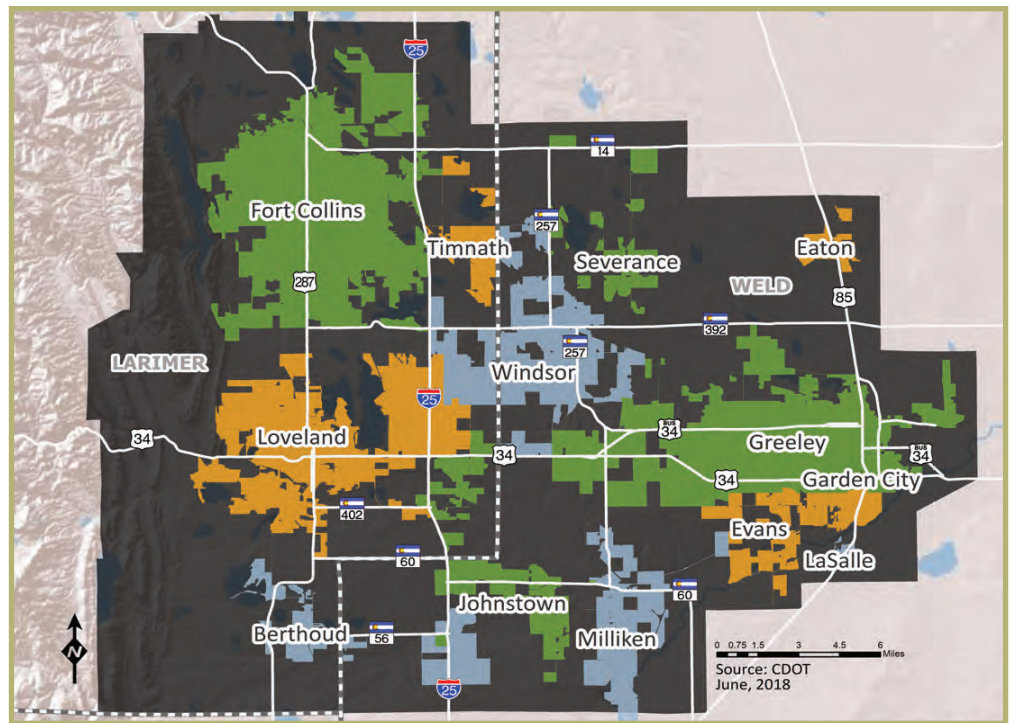 25
14
Fort Collins
257
Timnath
Severance
Eaton
287
WELD
85
392
LARIMER
257
Windsor
25
34
Loveland
BUS
34
Greeley
34
BUS
34
34
Garden City
402
Evans
60
LaSalle
60
Johnstown
Berthoud
56
Milliken
N
0 0.75 1.5 3 4.5 6
Miles
Source: CDOT
June, 2018
25